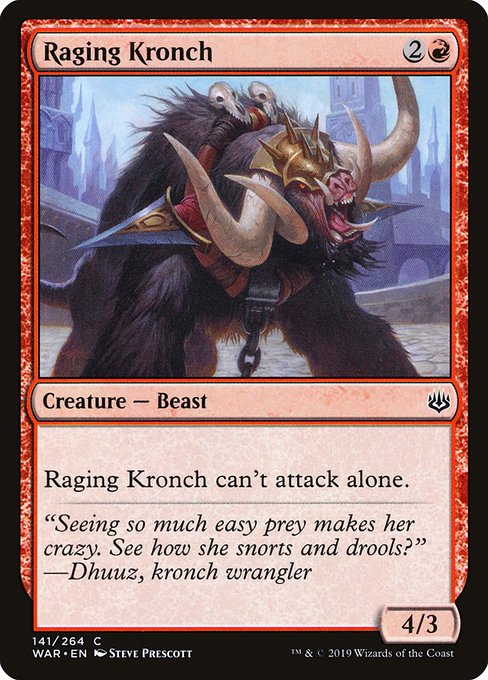 Raging Kronch 2
Creature — Beast
Raging Kronch can't attack alone.
“Seeing so much easy prey makes her
crazy. See how she snorts and drools?”
—Dhuuz, kronch wrangler
4/3
141/264 C
WAR • EN Steve Prescott
™ & © 2019 Wizards of the Coast